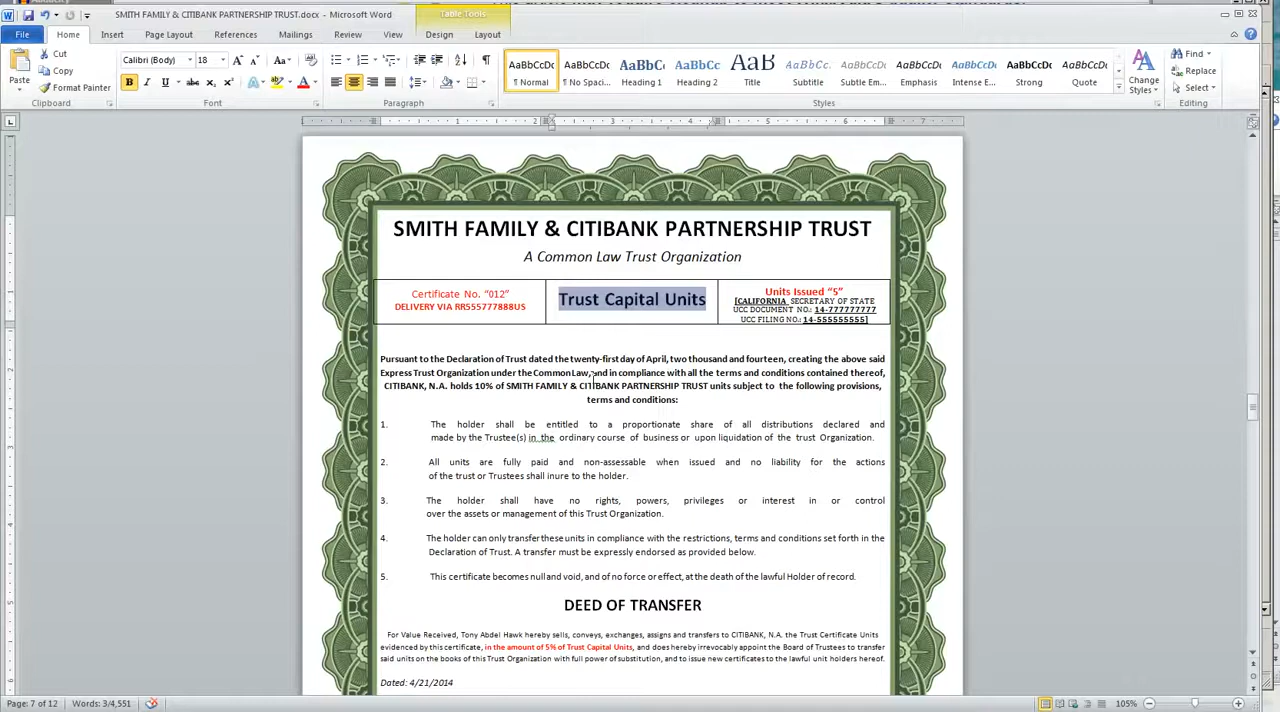 SMITH FAMILY & CITIBANK PARTNERSHIP TRUST.docx - Microsoft Word
Table Tools
File Home Insert Page Layout References Mailings Review View Design Layout
Cut
Copy
Format Painter
Paste
Clipboard
Calibri (Body) 18
Font
Paragraph
AaBbCcDc AaBbCcDc AaBbCc AaBbCc AaB AaBbCc. AaBbCcDc AaBbCcDc AaBbCcDc AaBbCcDc
¶ Normal ¶ No Spaci... Heading 1 Heading 2 Title Subtitle Subtle Em... Emphasis Intense E... Strong Quote
Styles
Change Styles
Find
Replace
Select
Editing
SMITH FAMILY & CITIBANK PARTNERSHIP TRUST
A Common Law Trust Organization
Certificate No. “012”
DELIVERY VIA RR555777888US
Trust Capital Units
Units Issued “5”
[CALIFORNIA SECRETARY OF STATE
UCC DOCUMENT NO.: 14-777777777
UCC FILING NO.: 14-555555555]
Pursuant to the Declaration of Trust dated the twenty-first day of April, two thousand and fourteen, creating the above said
Express Trust Organization under the Common Law, and in compliance with all the terms and conditions contained thereof,
CITIBANK, N.A. holds 10% of SMITH FAMILY & CITIBANK PARTNERSHIP TRUST units subject to the following provisions,
terms and conditions:
1. The holder shall be entitled to a proportionate share of all distributions declared and
made by the Trustee(s) in the ordinary course of business or upon liquidation of the trust Organization.
2. All units are fully paid and non-assessable when issued and no liability for the actions
of the trust or Trustees shall inure to the holder.
3. The holder shall have no rights, powers, privileges or interest in or control
over the assets or management of this Trust Organization.
4. The holder can only transfer these units in compliance with the restrictions, terms and conditions set forth in the
Declaration of Trust. A transfer must be expressly endorsed as provided below.
5. This certificate becomes null and void, and of no force or effect, at the death of the lawful Holder of record.
DEED OF TRANSFER
For Value Received, Tony Abdel Hawk hereby sells, conveys, exchanges, assigns and transfers to CITIBANK, N.A. the Trust Certificate Units
evidenced by this certificate, in the amount of 5% of Trust Capital Units, and does hereby irrevocably appoint the Board of Trustees to transfer
said units on the books of this Trust Organization with full power of substitution, and to issue new certificates to the lawful unit holders hereof.
Dated: 4/21/2014
Page: 7 of 12 Words: 3/4,551 105%